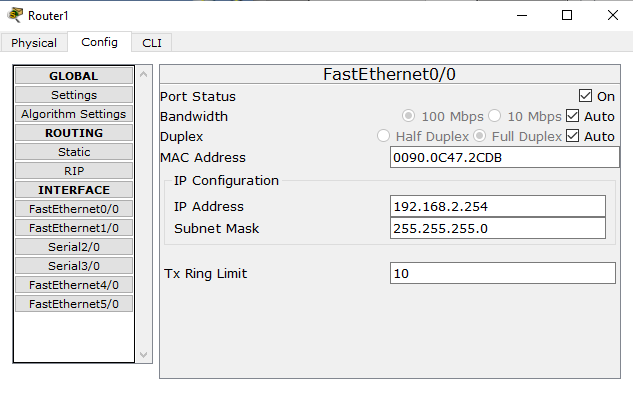 Router1
Physical Config CLI
GLOBAL
Settings
Algorithm Settings
ROUTING
Static
RIP
INTERFACE
FastEthernet0/0
FastEthernet1/0
Serial2/0
Serial3/0
FastEthernet4/0
FastEthernet5/0
FastEthernet0/0
Port Status On
Bandwidth 100 Mbps 10 Mbps Auto
Duplex Half Duplex Full Duplex Auto
MAC Address 0090.0C47.2CDB
IP Configuration
IP Address 192.168.2.254
Subnet Mask 255.255.255.0
Tx Ring Limit 10